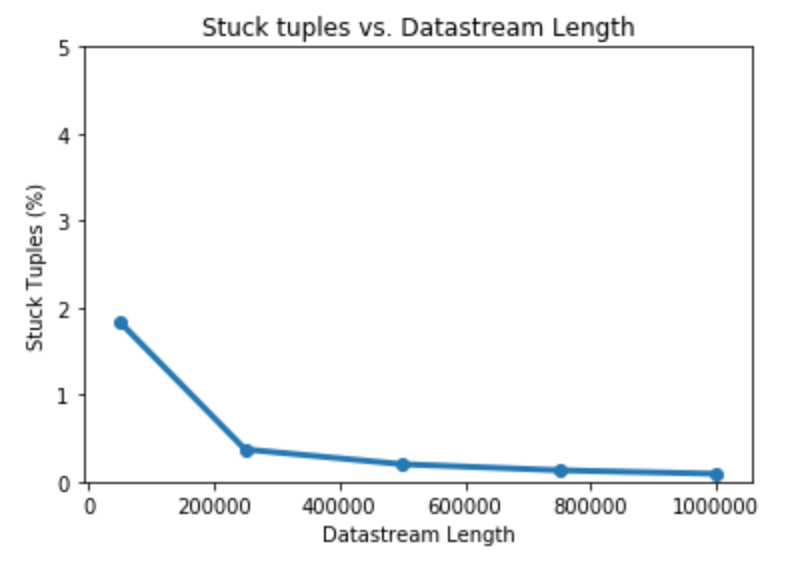 Stuck tuples vs. Datastream Length
5
4
3
2
1
0
Stuck Tuples (%)
0 200000 400000 600000 800000 1000000
Datastream Length